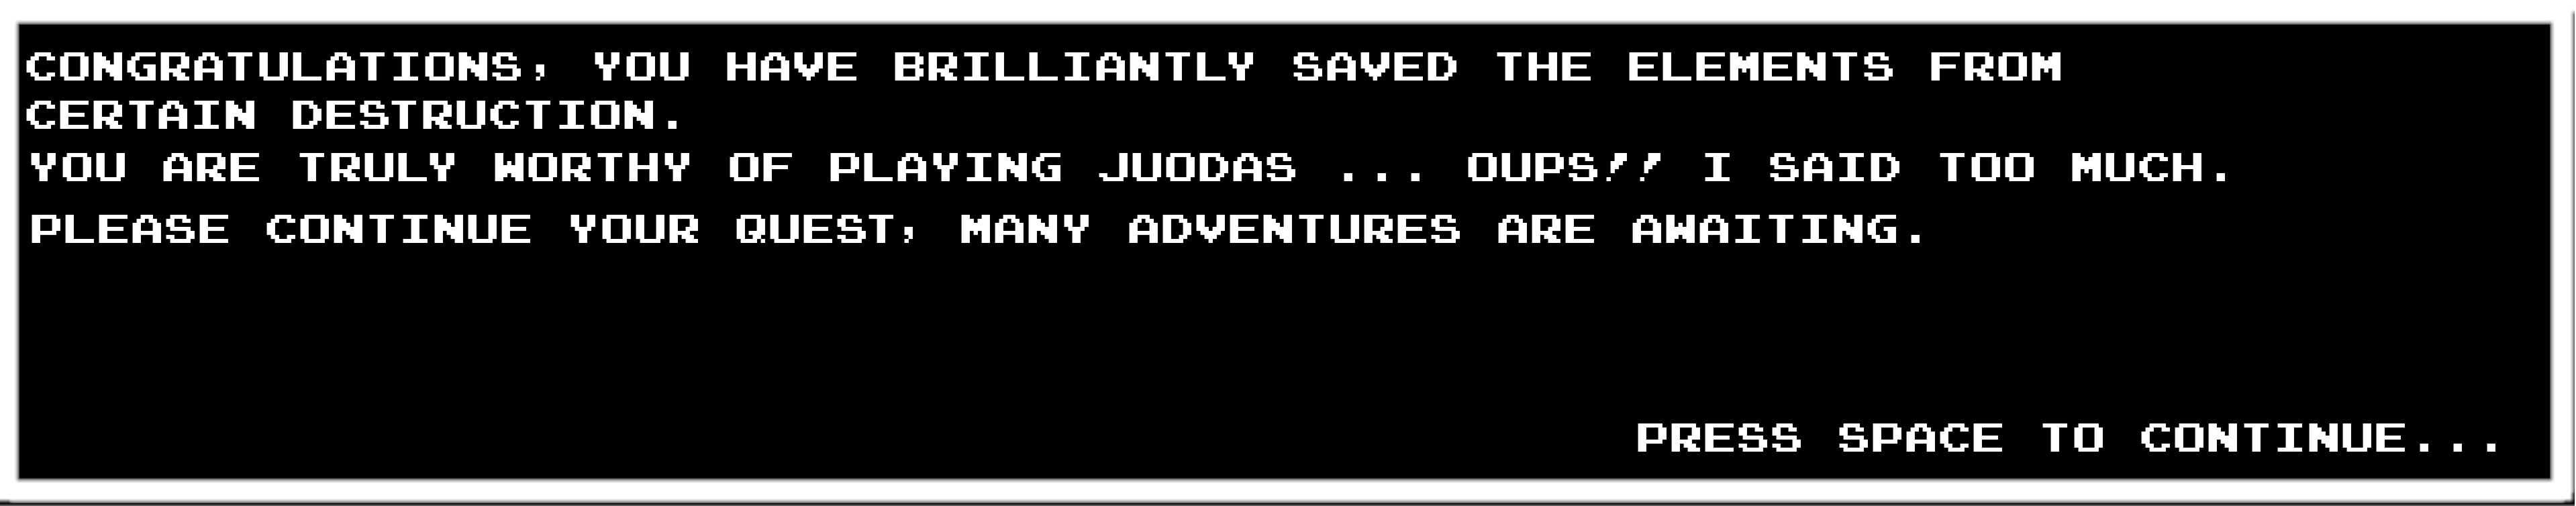 CONGRATULATIONS, YOU HAVE BRILLIANTLY SAVED THE ELEMENTS FROM
CERTAIN DESTRUCTION.
YOU ARE TRULY WORTHY OF PLAYING JUODAS ... OUPS!! I SAID TOO MUCH.
PLEASE CONTINUE YOUR QUEST, MANY ADVENTURES ARE AWAITING.
PRESS SPACE TO CONTINUE...